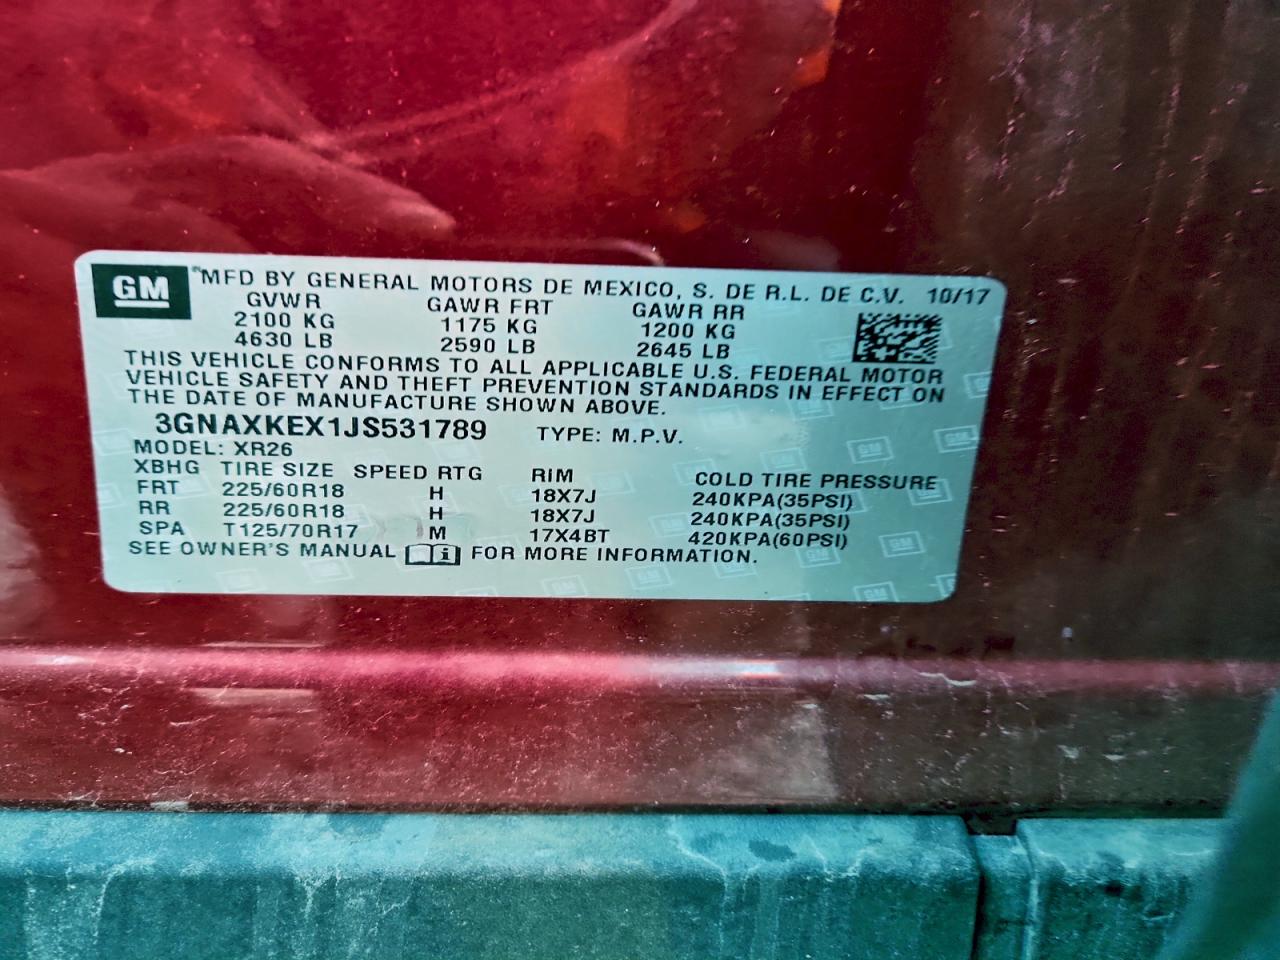 GM ®MFD BY GENERAL MOTORS DE MEXICO, S. DE R.L. DE C.V. 10/17
GVWR GAWR FRT GAWR RR
2100 KG 1175 KG 1200 KG
4630 LB 2590 LB 2645 LB
THIS VEHICLE CONFORMS TO ALL APPLICABLE U.S. FEDERAL MOTOR
VEHICLE SAFETY AND THEFT PREVENTION STANDARDS IN EFFECT ON
THE DATE OF MANUFACTURE SHOWN ABOVE.
3GNAXKEX1JS531789 TYPE: M.P.V.
MODEL: XR26
XBHG TIRE SIZE SPEED RTG RIM COLD TIRE PRESSURE
FRT 225/60R18 H 18X7J 240KPA(35PSI)
RR 225/60R18 H 18X7J 240KPA(35PSI)
SPA T125/70R17 M 17X4BT 420KPA(60PSI)
SEE OWNER'S MANUAL i FOR MORE INFORMATION.